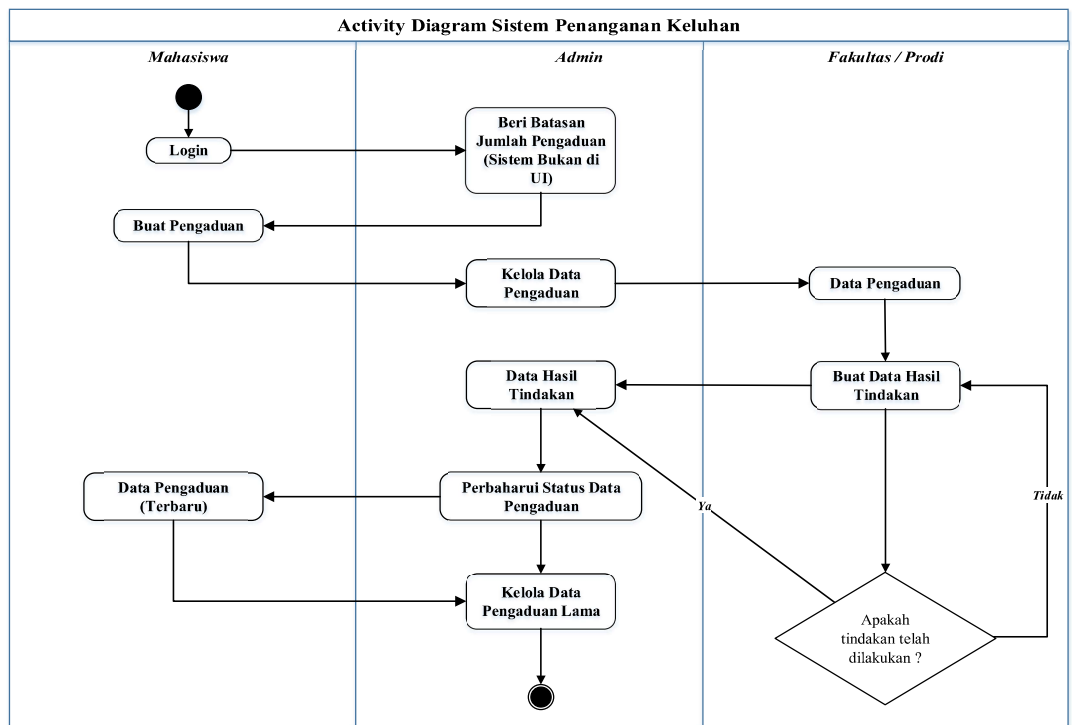 Activity Diagram Sistem Penanganan Keluhan
Mahasiswa
Admin
Fakultas / Prodi
Login
Beri Batasan
Jumlah Pengaduan
(Sistem Bukan di
UI)
Buat Pengaduan
Kelola Data
Pengaduan
Data Pengaduan
Data Hasil
Tindakan
Buat Data Hasil
Tindakan
Data Pengaduan
(Terbaru)
Perbaharui Status Data
Pengaduan
Ya
Tidak
Kelola Data
Pengaduan Lama
Apakah
tindakan telah
dilakukan ?